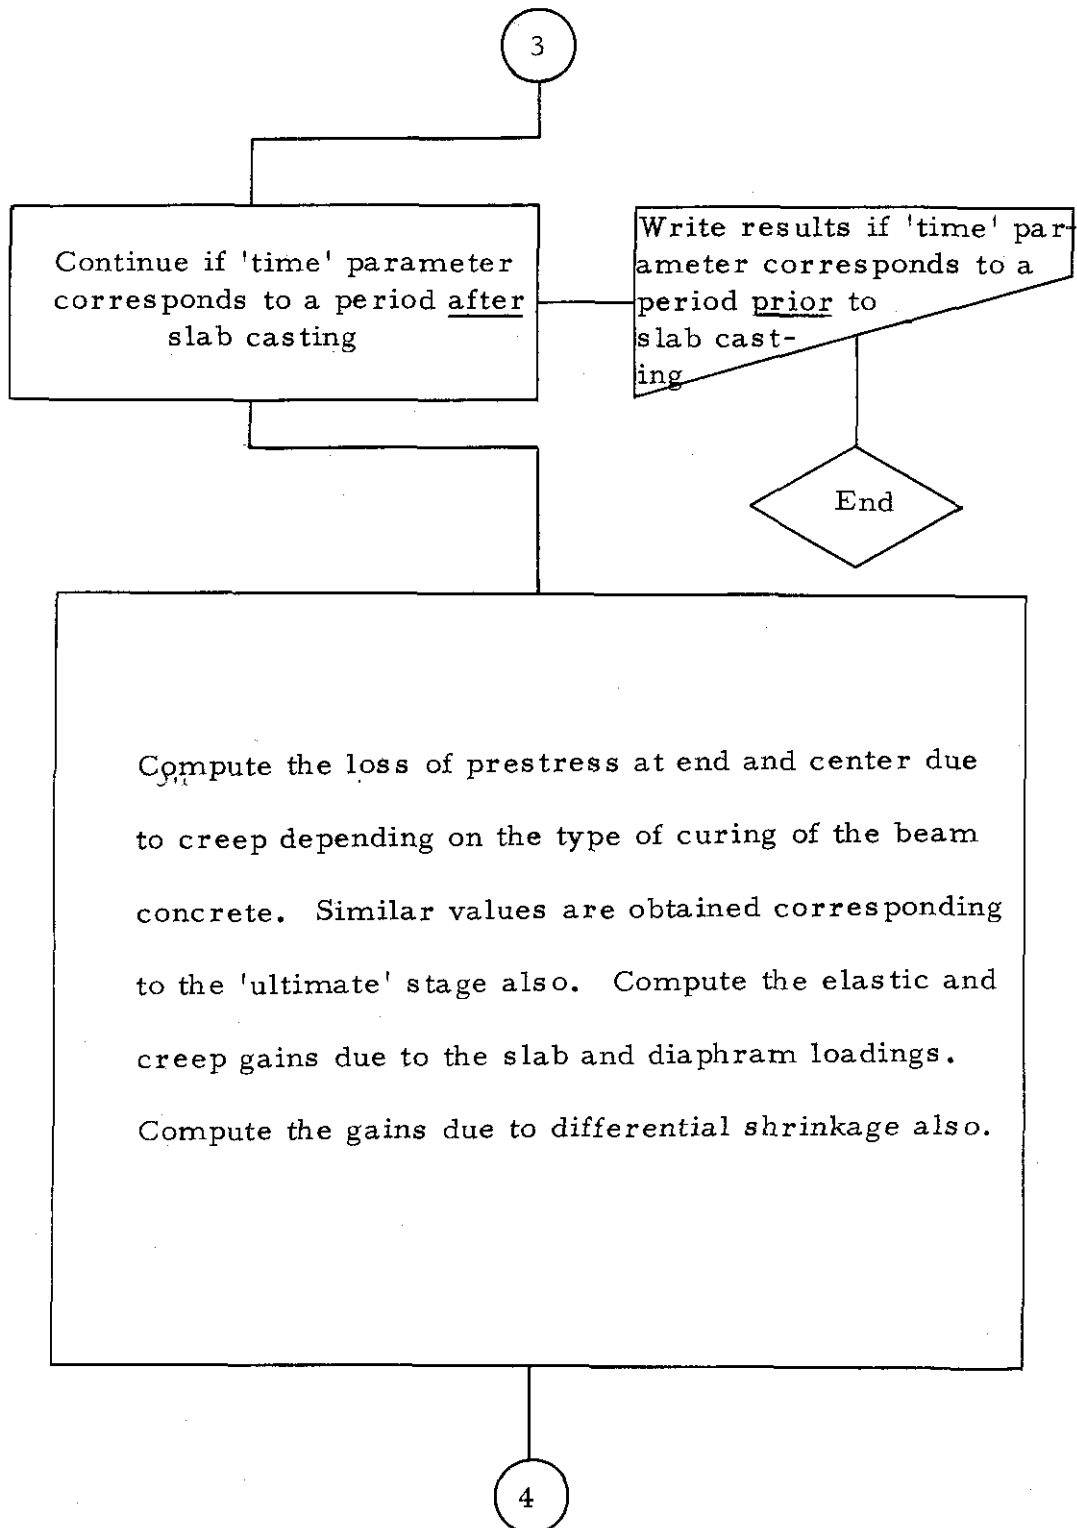 3
Continue if 'time' parameter
corresponds to a period after
slab casting
Write results if 'time' par-
ameter corresponds to a
period prior to
slab cast-
ing
End
Compute the loss of prestress at end and center due
to creep depending on the type of curing of the beam
concrete. Similar values are obtained corresponding
to the 'ultimate' stage also. Compute the elastic and
creep gains due to the slab and diaphram loadings.
Compute the gains due to differential shrinkage also.
4